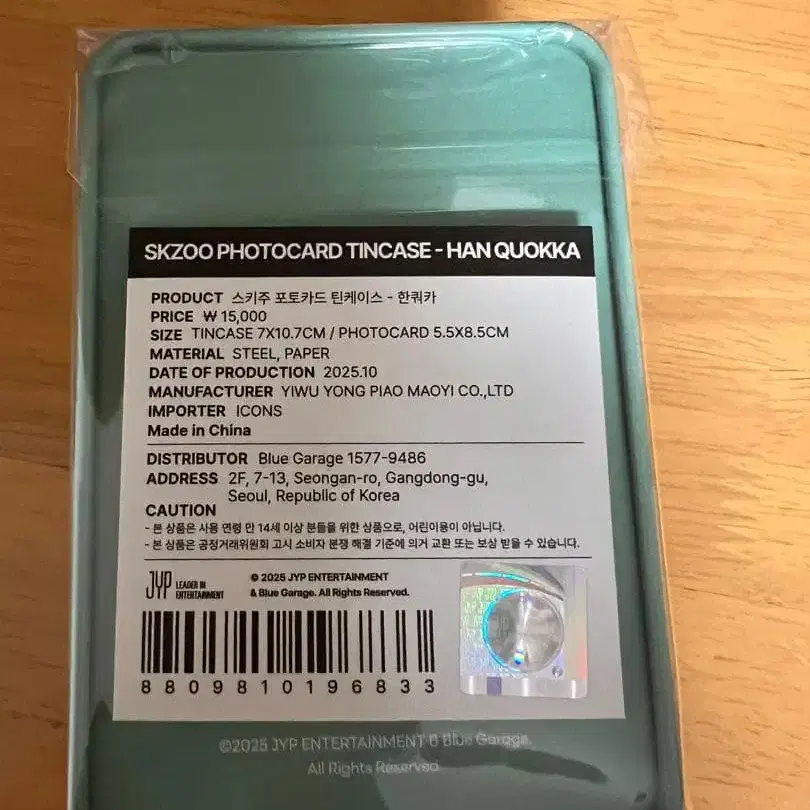 SKZOO PHOTOCARD TINCASE - HAN QUOKKA
PRODUCT 스키주 포토카드 틴케이스 - 한쿼카
PRICE ₩ 15,000
SIZE TINCASE 7X10.7CM / PHOTOCARD 5.5X8.5CM
MATERIAL STEEL, PAPER
DATE OF PRODUCTION 2025.10
MANUFACTURER YIWU YONG PIAO MAOYI CO.,LTD
IMPORTER ICONS
Made in China
DISTRIBUTOR Blue Garage 1577-9486
ADDRESS 2F, 7-13, Seongan-ro, Gangdong-gu,
Seoul, Republic of Korea
CAUTION
- 본 상품은 사용 연령 만 14세 이상 분들을 위한 상품으로, 어린이용이 아닙니다.
- 본 상품은 공정거래위원회 고시 소비자 분쟁 해결 기준에 의거 교환 또는 보상 받을 수 있습니다.
JYP LEADER IN
ENTERTAINMENT
© 2025 JYP ENTERTAINMENT
& Blue Garage. All Rights Reserved.
8809810196833
©2025 JYP ENTERTAINMENT & Blue Garage.
All Rights Reserved